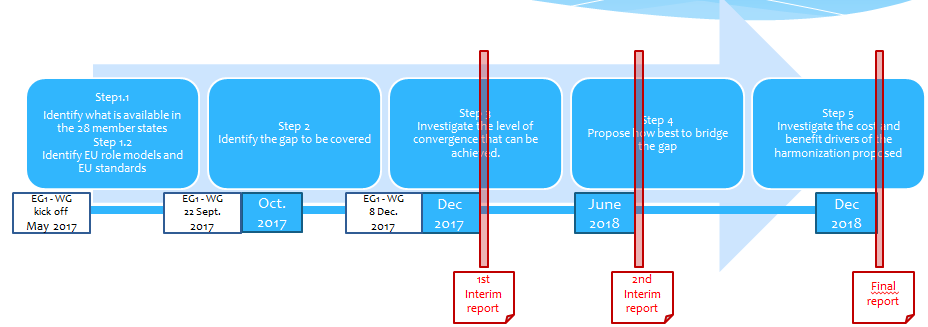 Step1.1
Identify what is available in
the 28 member states
Step 1.2
Identify EU role models and
EU standards
Step 2
Identify the gap to be covered
Step 3
Investigate the level of
convergence that can be
achieved.
Step 4
Propose how best to bridge
the gap
Step 5
Investigate the cost and
benefit drivers of the
harmonization proposed
EG1 - WG
kick off
May 2017
EG1 - WG
22 Sept.
2017
Oct.
2017
EG1 - WG
8 Dec.
2017
Dec
2017
June
2018
Dec
2018
1st
Interim
report
2nd
Interim
report
Final
report